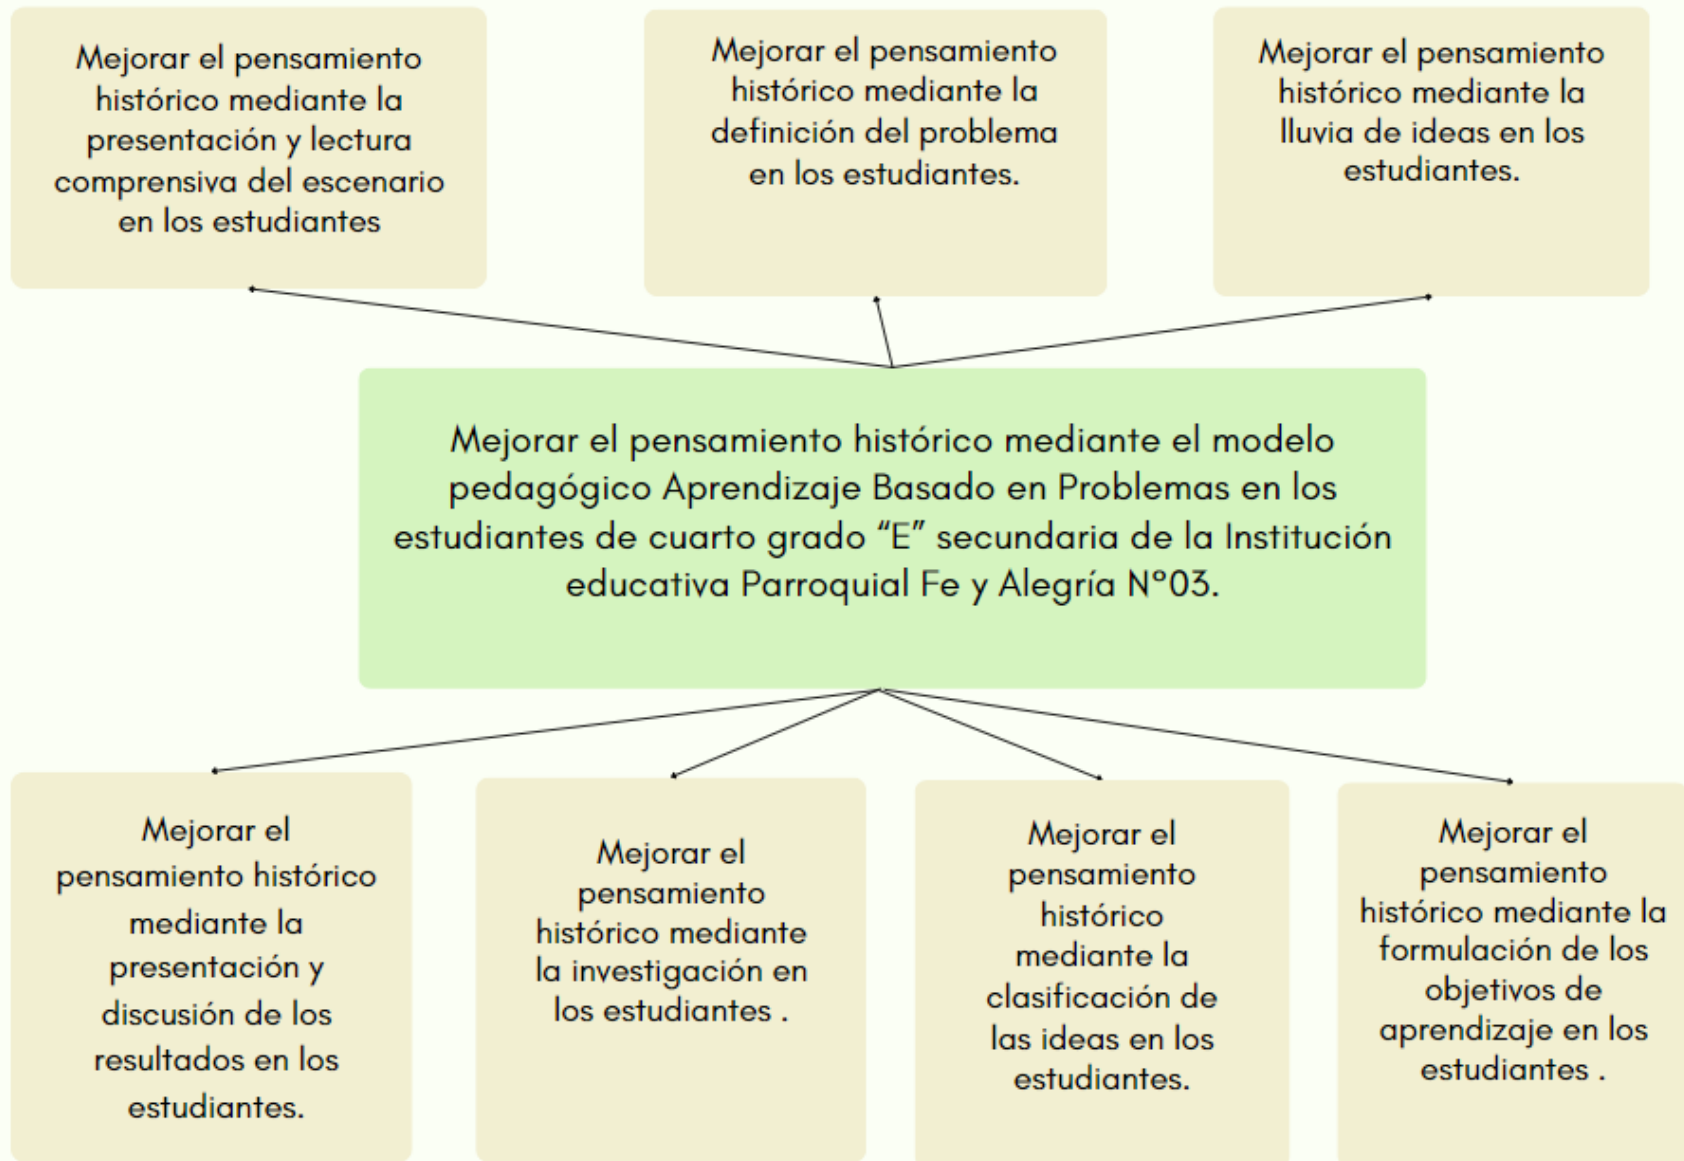 Mejorar el pensamiento
histórico mediante la
presentación y lectura
comprensiva del escenario
en los estudiantes
Mejorar el pensamiento
histórico mediante la
definición del problema
en los estudiantes.
Mejorar el pensamiento
histórico mediante la
lluvia de ideas en los
estudiantes.
Mejorar el pensamiento histórico mediante el modelo
pedagógico Aprendizaje Basado en Problemas en los
estudiantes de cuarto grado “E” secundaria de la Institución
educativa Parroquial Fe y Alegría N°03.
Mejorar el
pensamiento histórico
mediante la
presentación y
discusión de los
resultados en los
estudiantes.
Mejorar el
pensamiento
histórico mediante
la investigación en
los estudiantes .
Mejorar el
pensamiento
histórico
mediante la
clasificación de
las ideas en los
estudiantes.
Mejorar el
pensamiento
histórico mediante la
formulación de los
objetivos de
aprendizaje en los
estudiantes .